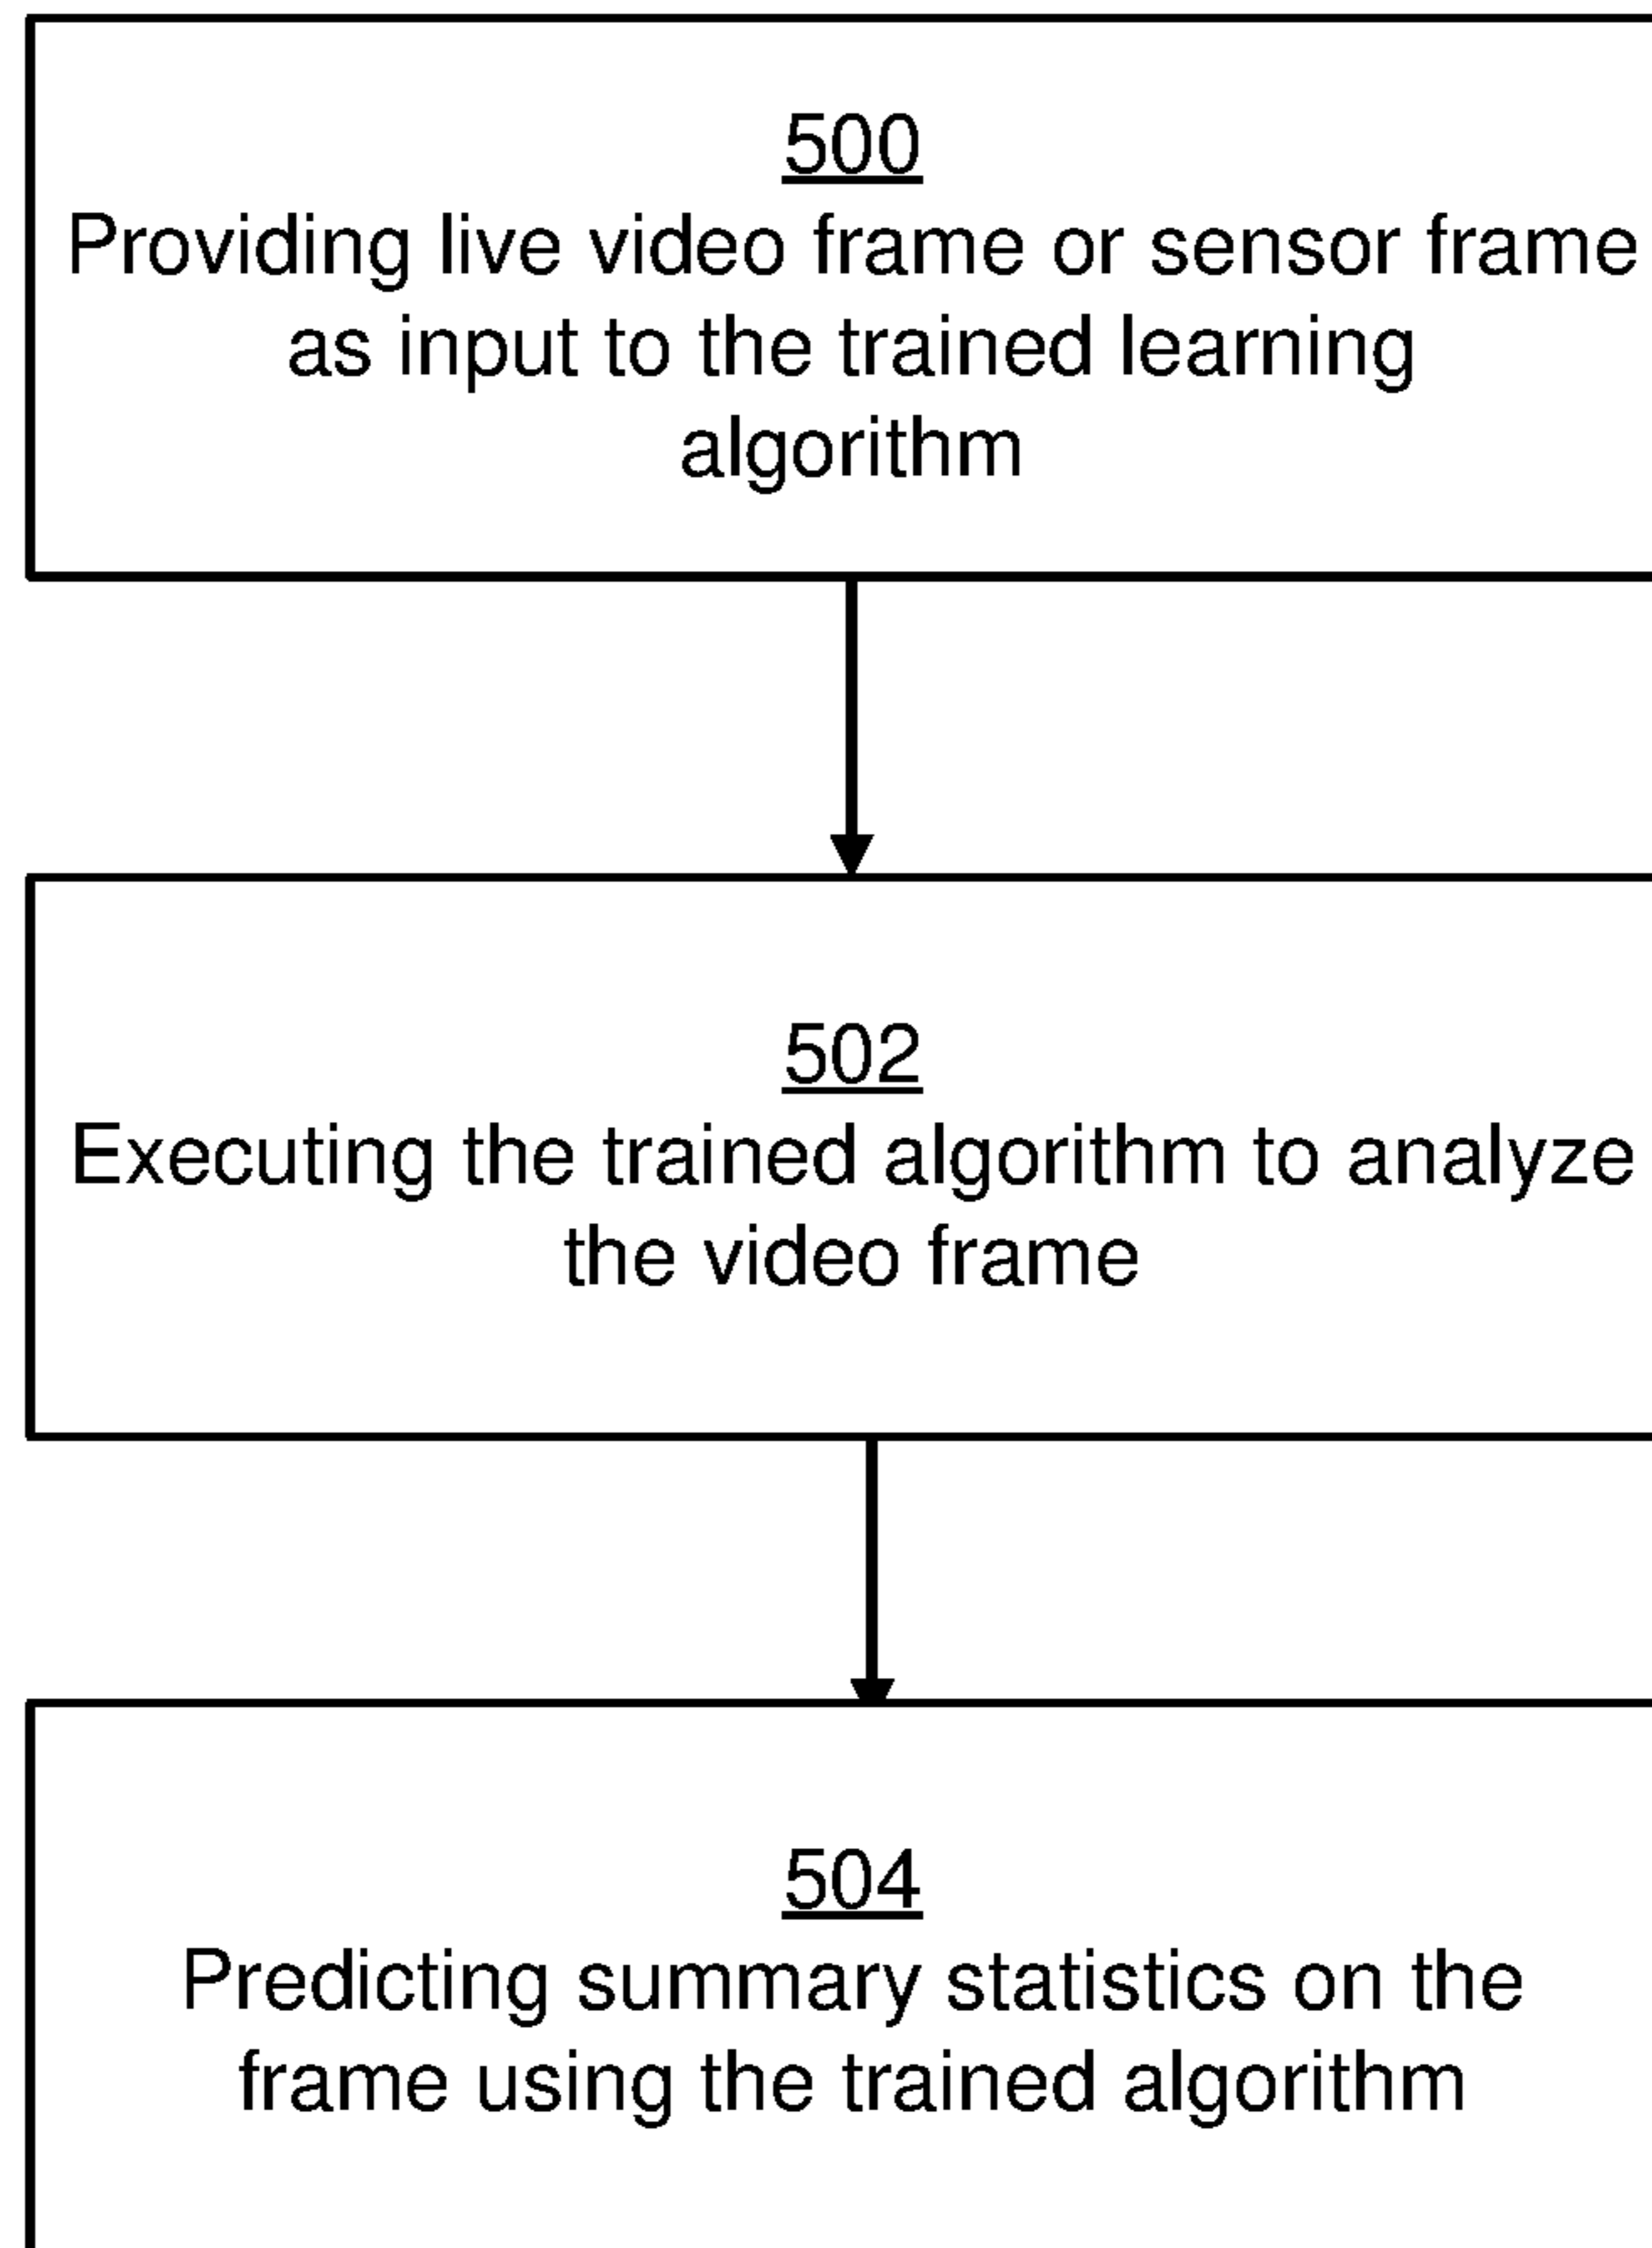 500
Providing live video frame or sensor frame
as input to the trained learning
algorithm
502
Executing the trained algorithm to analyze
the video frame
504
Predicting summary statistics on the
frame using the trained algorithm